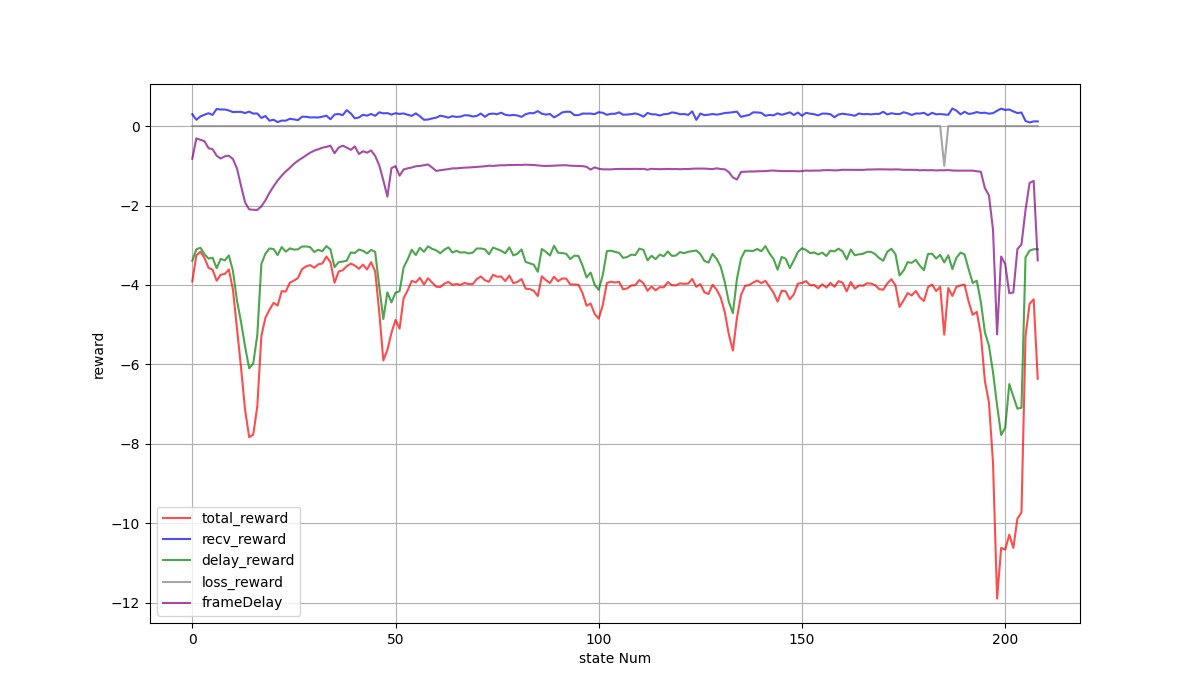 0
−2
−4
−6
−8
−10
−12
reward
total_reward
recv_reward
delay_reward
loss_reward
frameDelay
0 50 100 150 200
state Num